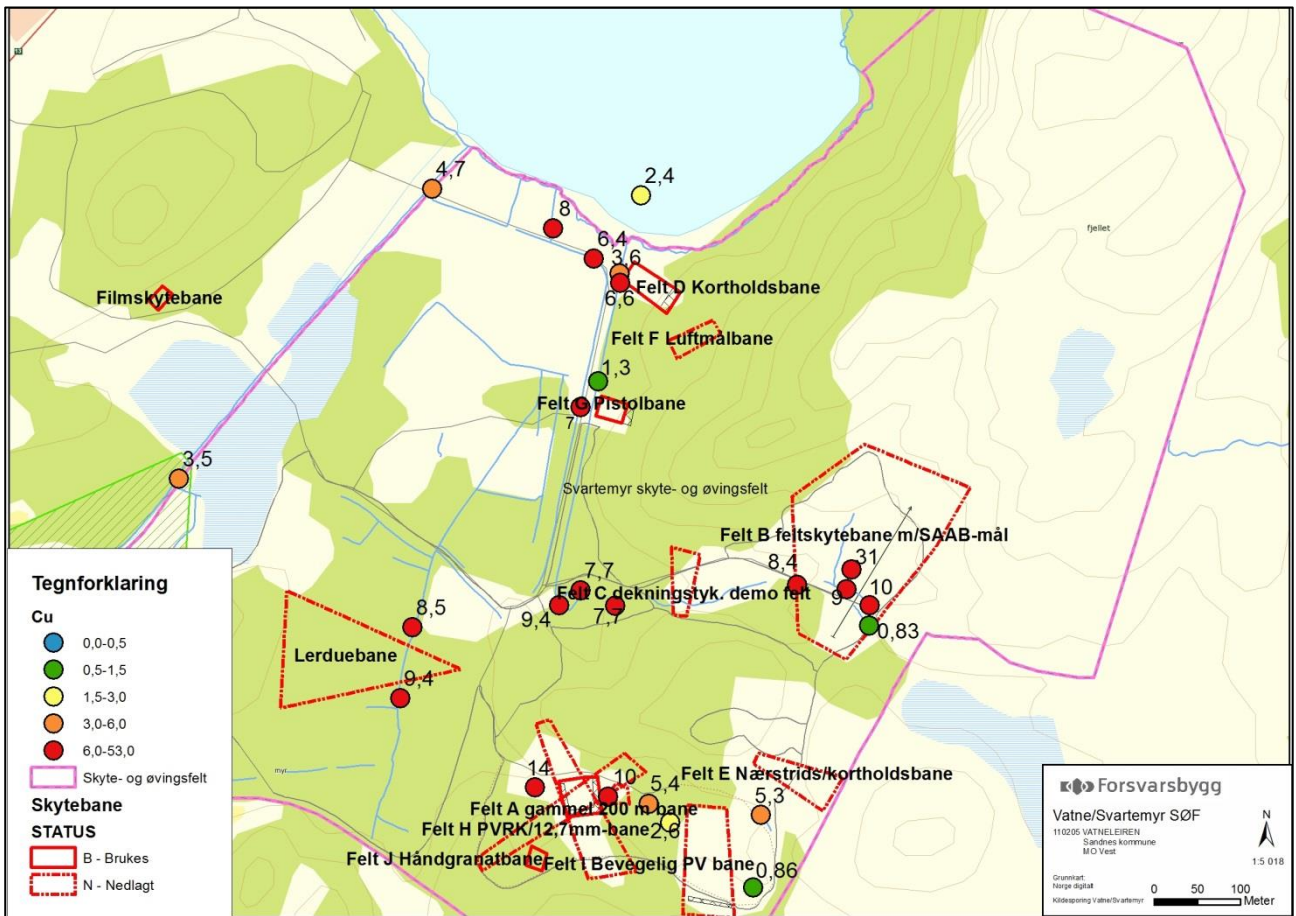 4,7
2,4
8
6,4
3,6
fjellet
Filmskytebane
6,6
Felt D Kortholdsbane
Felt F Luftmålbane
1,3
Felt G Pistolbane
7
3,5
Svartemyr skyte- og øvingsfelt
Felt B feltskytebane m/SAAB-mål
7,7
8,4
31
Felt C dekningstyk. demo felt
9
10
9,4
7,7
8,5
0,83
Lerduebane
9,4
myr
14
10
5,4
Felt E Nærstrids/kortholdsbane
5,3
Felt A gammel 200 m bane
Felt H PVRK/12,7mm-bane
2,6
Felt J Håndgranatbane
Felt I Bevegelig PV bane
0,86
Tegnforklaring
Cu
0,0-0,5
0,5-1,5
1,5-3,0
3,0-6,0
6,0-53,0
Skyte- og øvingsfelt
Skytebane
STATUS
B - Brukes
N - Nedlagt
Forsvarsbygg
Vatne/Svartemyr SØF
110205 VATNELEIREN
Sandnes kommune
MO Vest
N
1:5 018
Grunnkart:
Norge digitalt
Kildesporing Vatne/Svartemyr
0 50 100 Meter